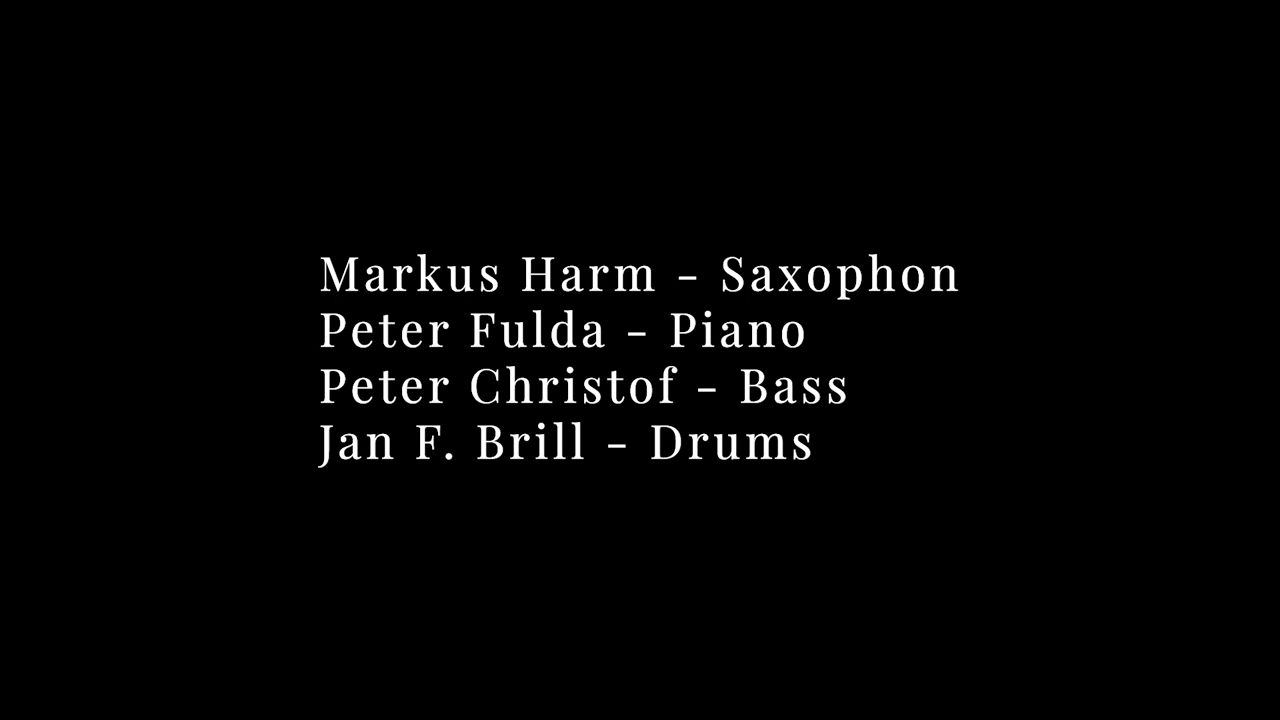 Markus Harm - Saxophon
Peter Fulda - Piano
Peter Christof - Bass
Jan F. Brill - Drums